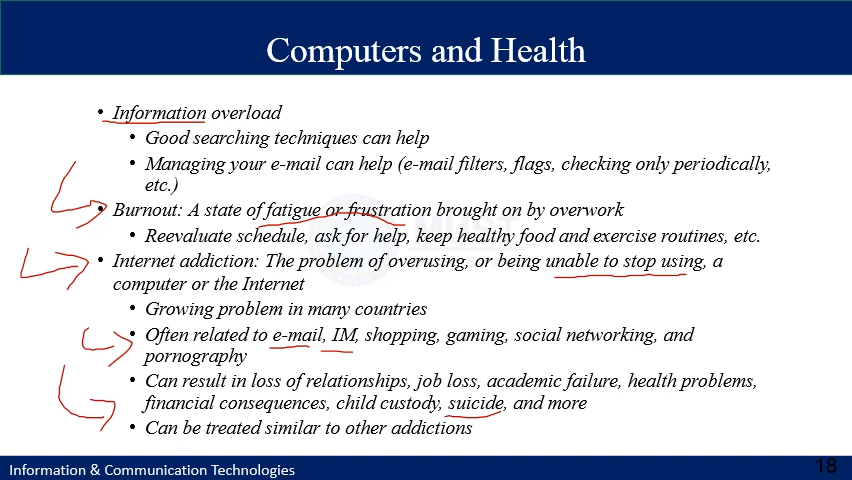 Computers and Health
• Information overload
• Good searching techniques can help
• Managing your e-mail can help (e-mail filters, flags, checking only periodically,
etc.)
• Burnout: A state of fatigue or frustration brought on by overwork
• Reevaluate schedule, ask for help, keep healthy food and exercise routines, etc.
• Internet addiction: The problem of overusing, or being unable to stop using, a
computer or the Internet
• Growing problem in many countries
• Often related to e-mail, IM, shopping, gaming, social networking, and
pornography
• Can result in loss of relationships, job loss, academic failure, health problems,
financial consequences, child custody, suicide, and more
• Can be treated similar to other addictions
Information & Communication Technologies
18